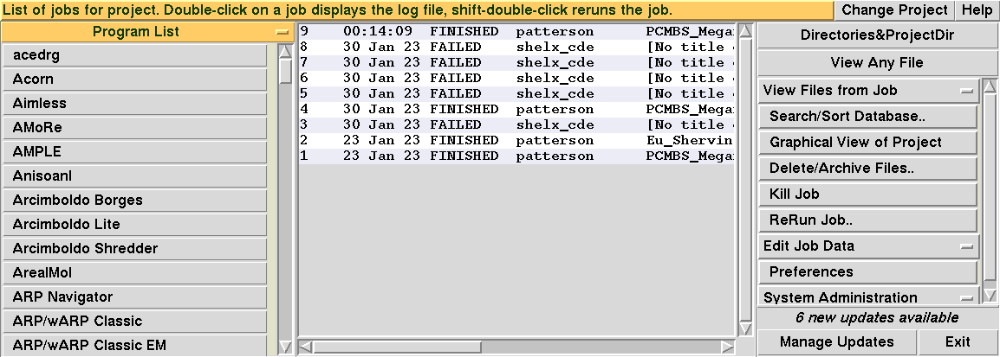 List of jobs for project. Double-click on a job displays the log file, shift-double-click reruns the job.
Change Project
Help
Program List
acedrg
Acorn
Aimless
AMoRe
AMPLE
Anisoanl
Arcimboldo Borges
Arcimboldo Lite
Arcimboldo Shredder
ArealMol
ARP Navigator
ARP/wARP Classic
ARP/wARP Classic EM
9 00:14:09 FINISHED patterson PCMBS_Megar
8 30 Jan 23 FAILED shelx_cde [No title
7 30 Jan 23 FAILED shelx_cde [No title
6 30 Jan 23 FAILED shelx_cde [No title
5 30 Jan 23 FAILED shelx_cde [No title
4 30 Jan 23 FINISHED patterson PCMBS_Megar
3 30 Jan 23 FAILED shelx_cde [No title
2 23 Jan 23 FINISHED patterson Eu_Shervin
1 23 Jan 23 FINISHED patterson PCMBS_Megar
Directories&ProjectDir
View Any File
View Files from Job
Search/Sort Database..
Graphical View of Project
Delete/Archive Files..
Kill Job
ReRun Job..
Edit Job Data
Preferences
System Administration
6 new updates available
Manage Updates
Exit